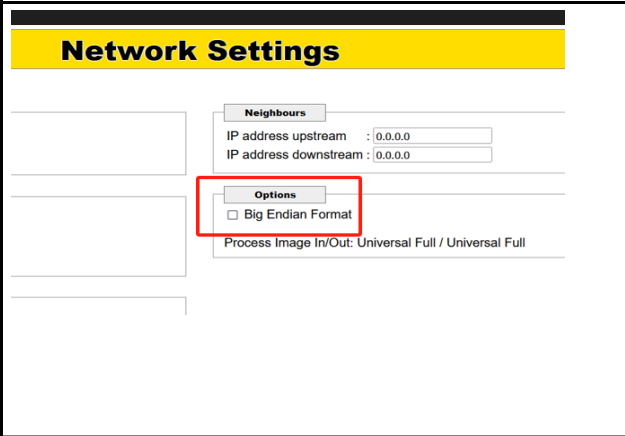 Network Settings
Neighbours
IP address upstream : 0.0.0.0
IP address downstream : 0.0.0.0
Options
Big Endian Format
Process Image In/Out: Universal Full / Universal Full